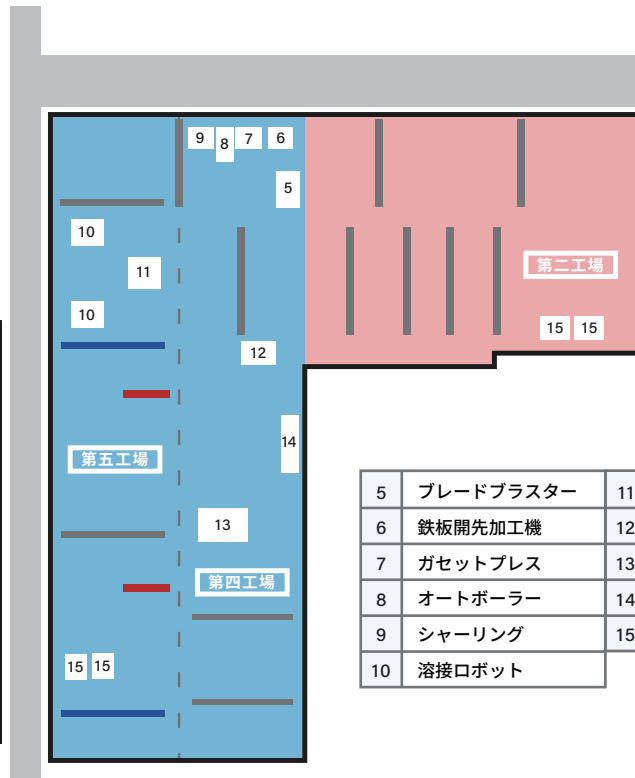 9
8
7
6
5
10
11
10
第二工場
15
15
12
14
第五工場
13
第四工場
15
15
5 ブレードブラスター 11
6 鉄板開先加工機 12
7 ガセットプレス 13
8 オートボーラー 14
9 シャーリング 15
10 溶接ロボット